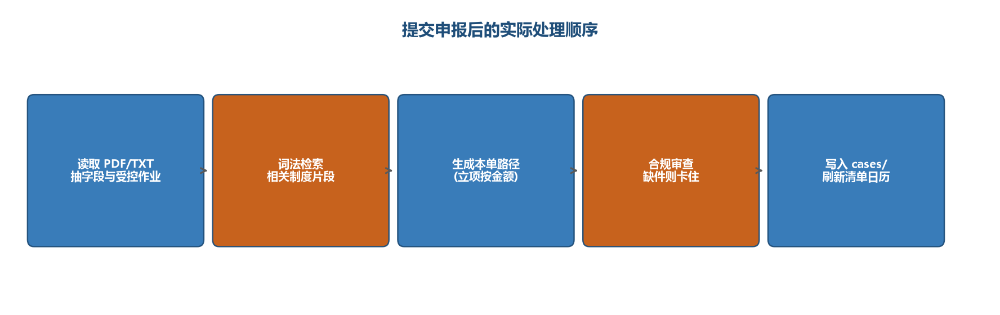 提交申报后的实际处理顺序
读取 PDF/TXT
抽字段与受控作业
词法检索
相关制度片段
生成本单路径
(立项按金额)
合规审查
缺件则卡住
写入 cases/
刷新清单日历